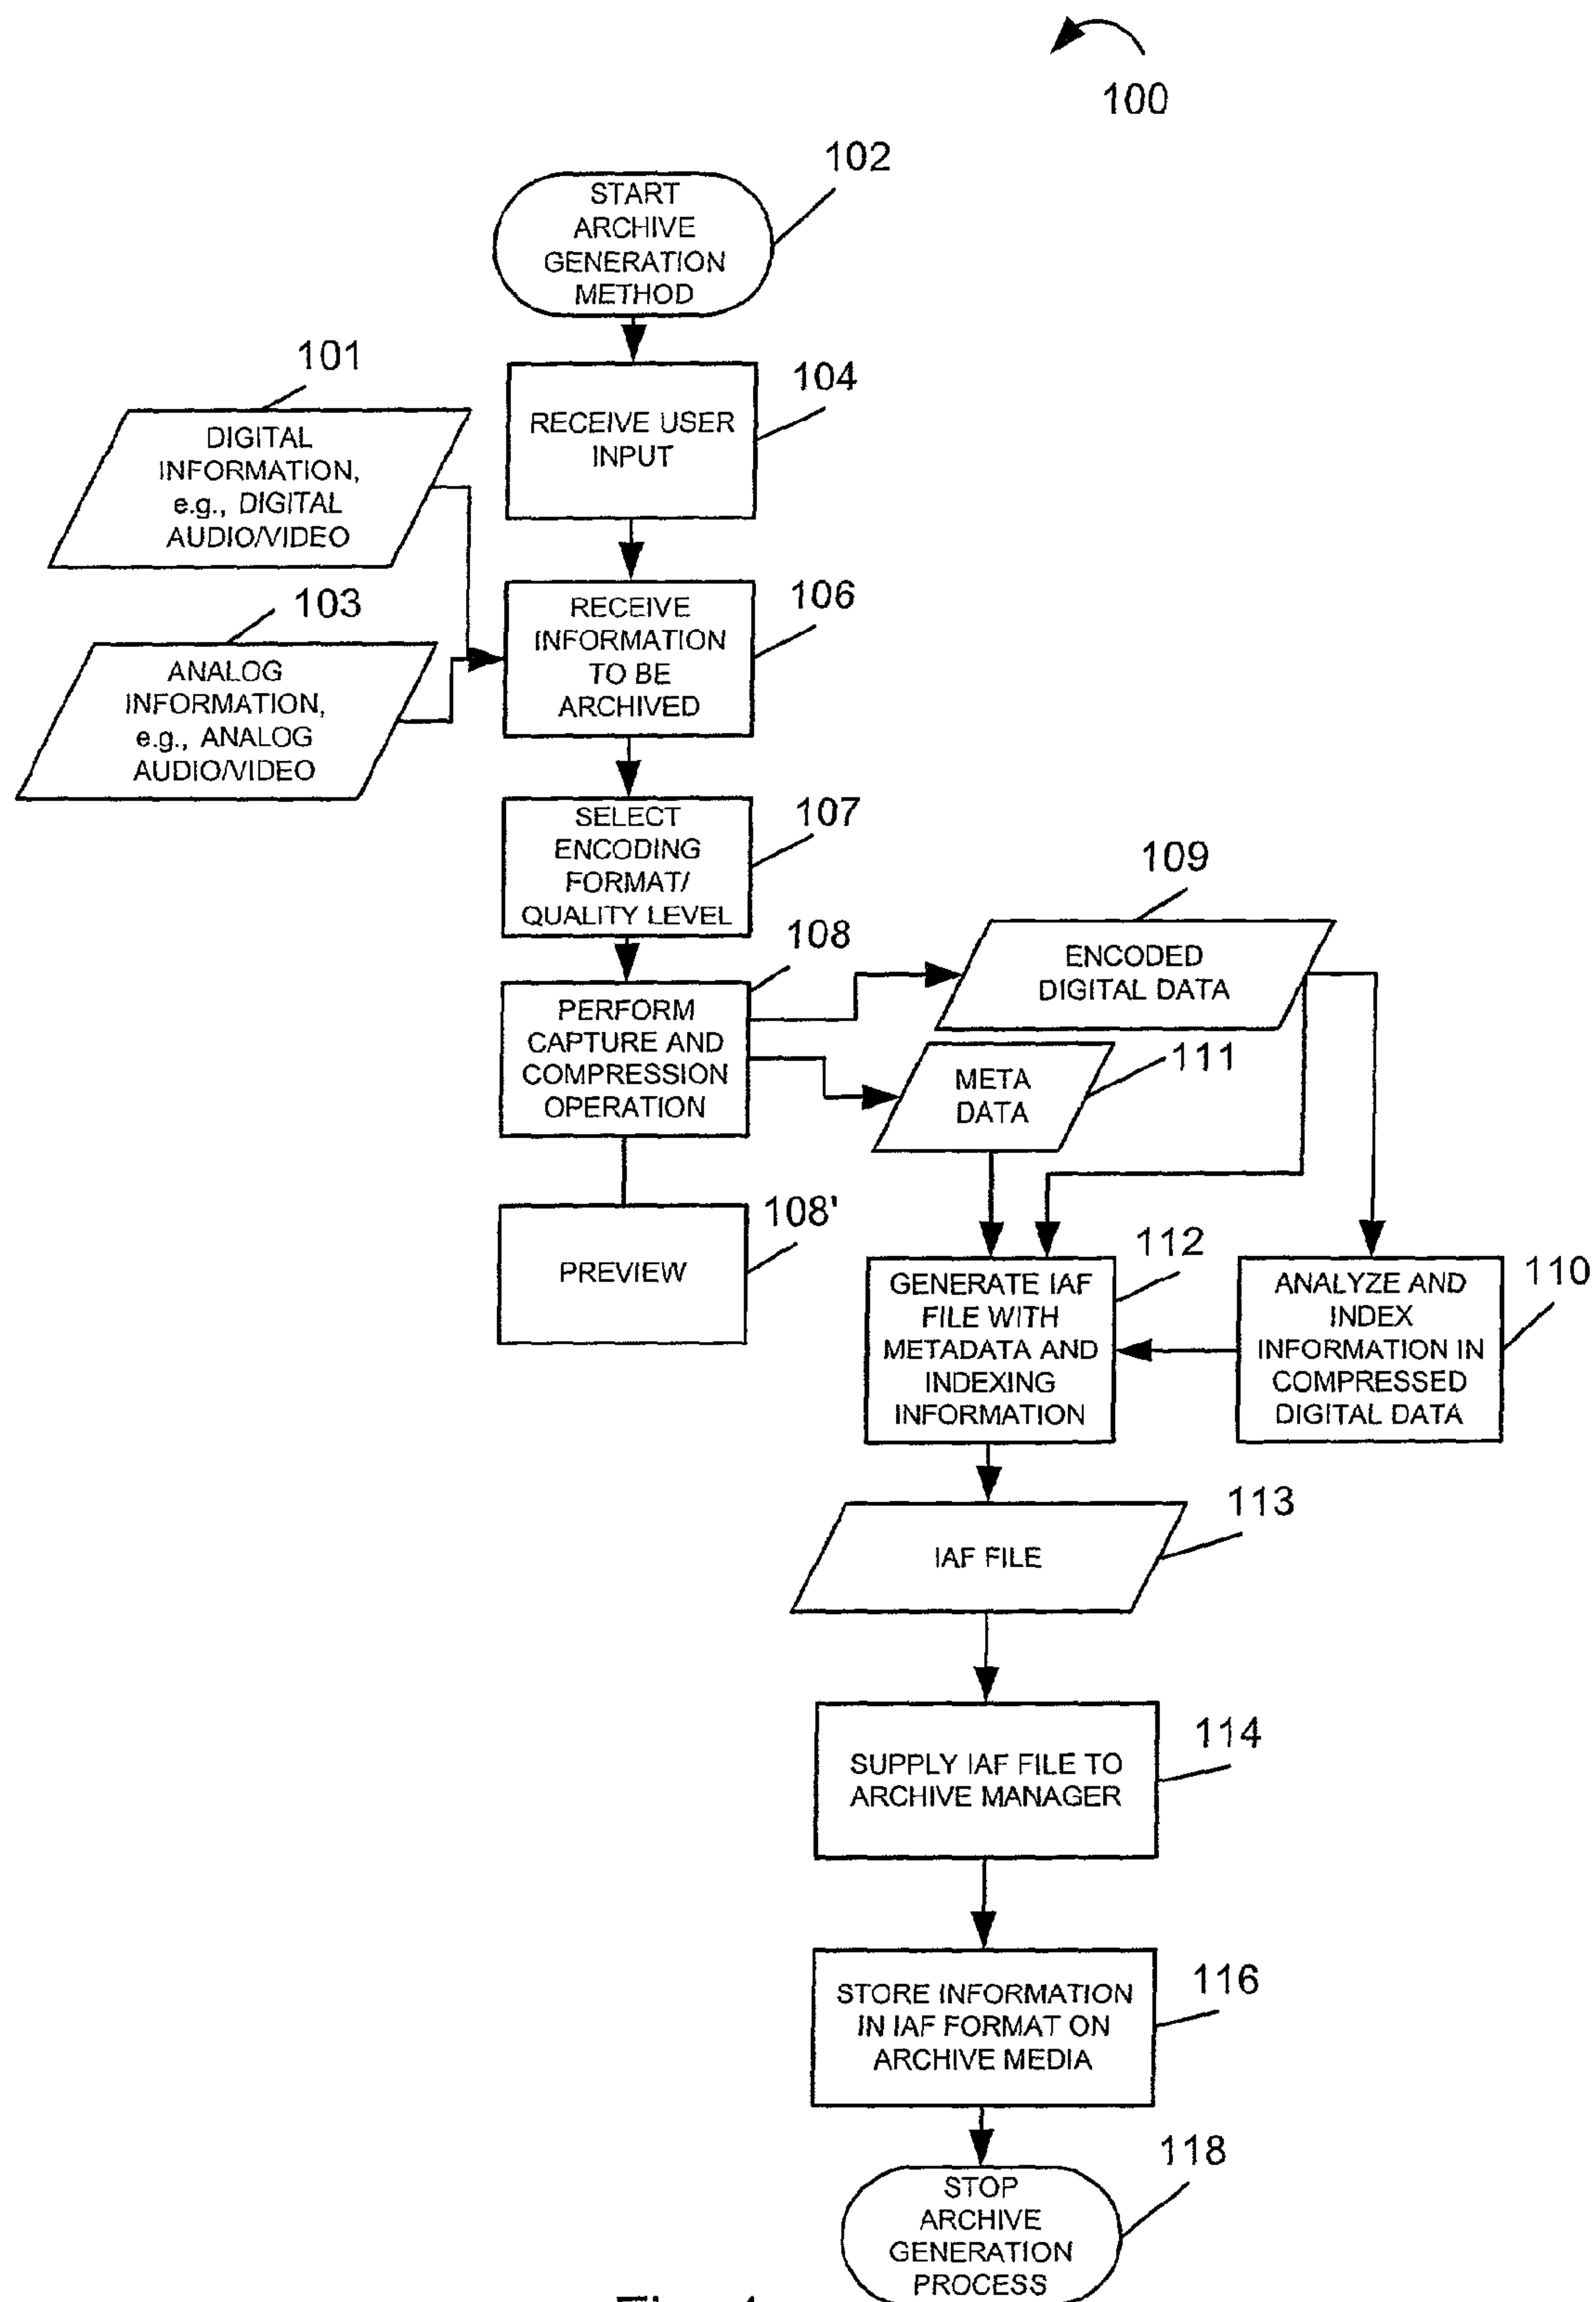 100
102
START
ARCHIVE
GENERATION
METHOD
101
DIGITAL
INFORMATION,
e.g., DIGITAL
AUDIO/VIDEO
104
RECEIVE USER
INPUT
103
ANALOG
INFORMATION,
e.g., ANALOG
AUDIO/VIDEO
106
RECEIVE
INFORMATION
TO BE
ARCHIVED
107
SELECT
ENCODING
FORMAT/
QUALITY LEVEL
108
PERFORM
CAPTURE AND
COMPRESSION
OPERATION
109
ENCODED
DIGITAL DATA
111
META
DATA
108'
PREVIEW
112
GENERATE IAF
FILE WITH
METADATA AND
INDEXING
INFORMATION
110
ANALYZE AND
INDEX
INFORMATION IN
COMPRESSED
DIGITAL DATA
113
IAF FILE
114
SUPPLY IAF FILE TO
ARCHIVE MANAGER
116
STORE INFORMATION
IN IAF FORMAT ON
ARCHIVE MEDIA
118
STOP
ARCHIVE
GENERATION
PROCESS